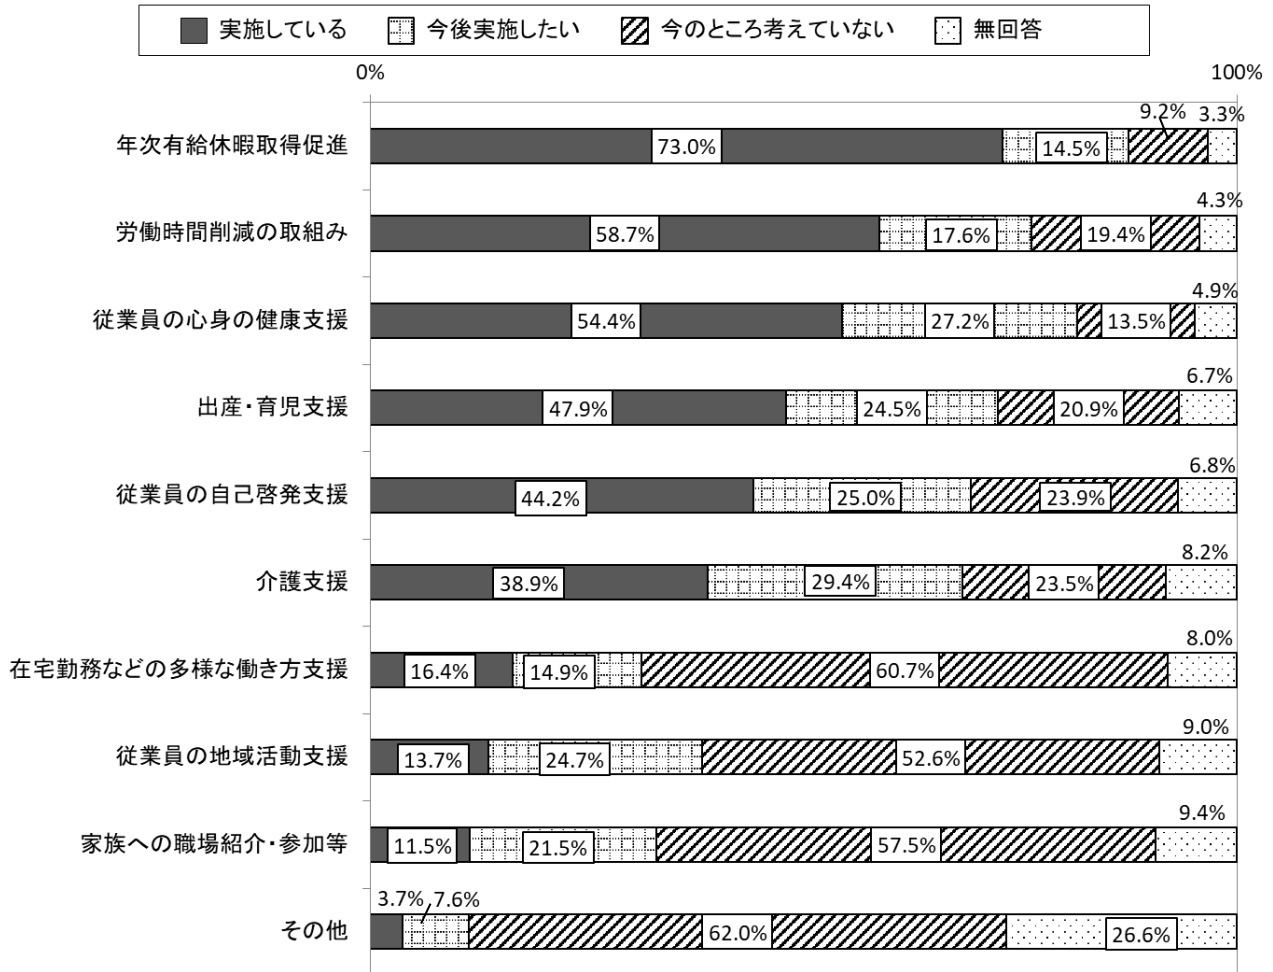 実施している 今後実施したい 今のところ考えていない 無回答
0% 100%
年次有給休暇取得促進 73.0% 14.5% 9.2% 3.3%
労働時間削減の取組み 58.7% 17.6% 19.4% 4.3%
従業員の心身の健康支援 54.4% 27.2% 13.5% 4.9%
出産・育児支援 47.9% 24.5% 20.9% 6.7%
従業員の自己啓発支援 44.2% 25.0% 23.9% 6.8%
介護支援 38.9% 29.4% 23.5% 8.2%
在宅勤務などの多様な働き方支援 16.4% 14.9% 60.7% 8.0%
従業員の地域活動支援 13.7% 24.7% 52.6% 9.0%
家族への職場紹介・参加等 11.5% 21.5% 57.5% 9.4%
その他 3.7% 7.6% 62.0% 26.6%